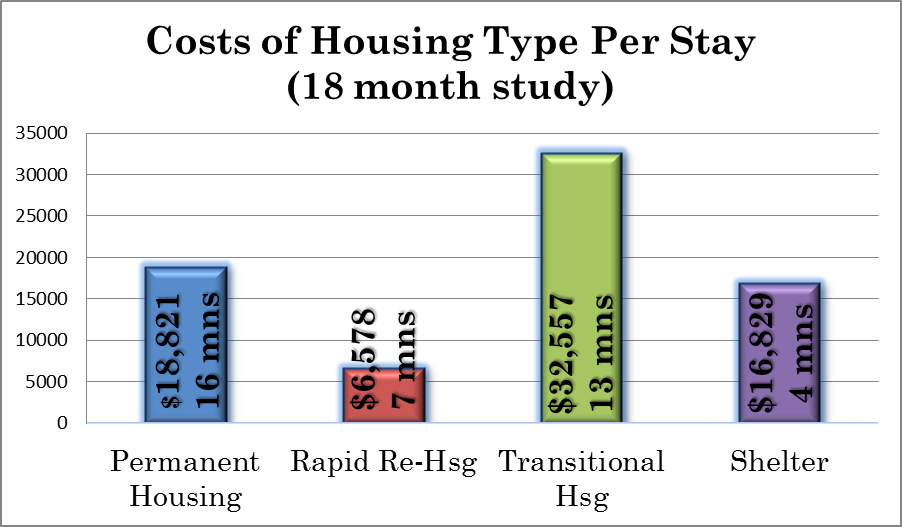 Costs of Housing Type Per Stay
(18 month study)
35000
30000
25000
20000
15000
10000
5000
0
$18,821
16 mns
$6,578
7 mns
$32,557
13 mns
$16,829
4 mns
Permanent
Housing
Rapid Re-Hsg
Transitional
Hsg
Shelter